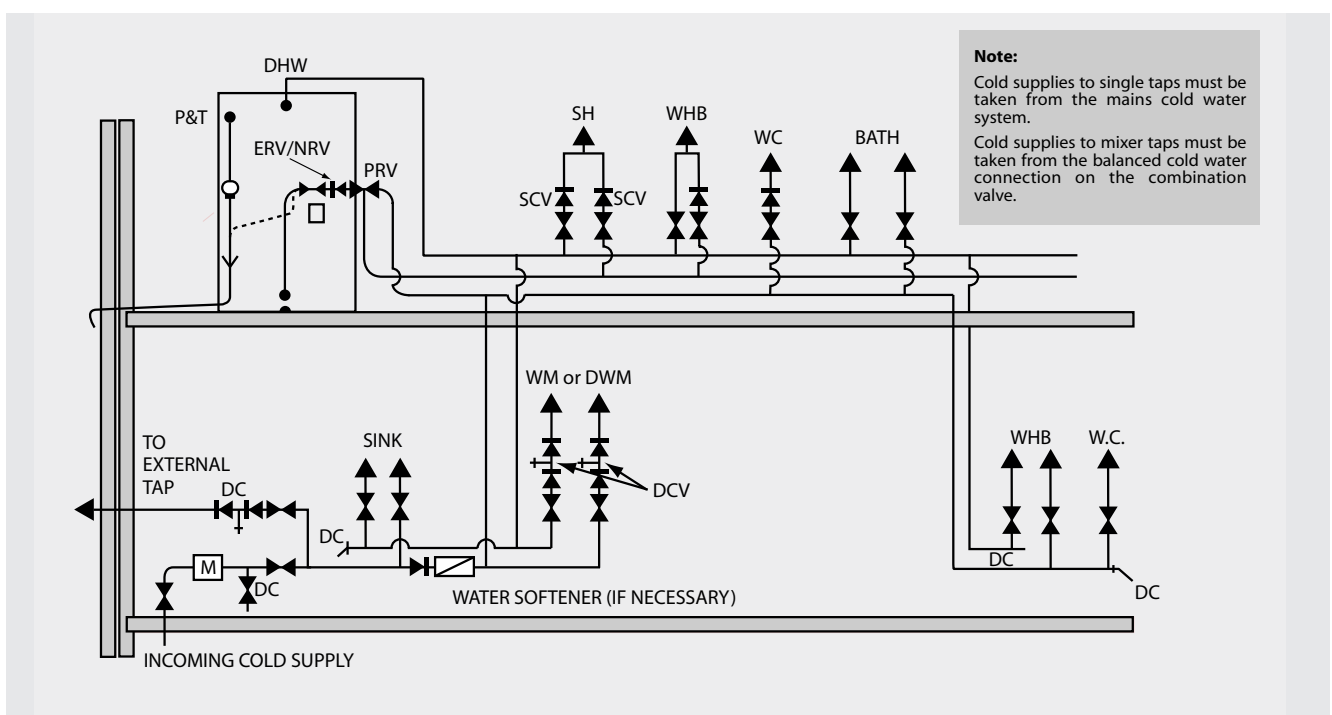 Note:
Cold supplies to single taps must be
taken from the mains cold water
system.
Cold supplies to mixer taps must be
taken from the balanced cold water
connection on the combination
valve.
DHW
P&T
ERV/NRV
PRV
SH
WHB
WC
BATH
SCV
SCV
WM or DWM
TO
EXTERNAL
TAP
SINK
WHB
W.C.
DC
DCV
DC
M
DC
DC
DC
WATER SOFTENER (IF NECESSARY)
INCOMING COLD SUPPLY